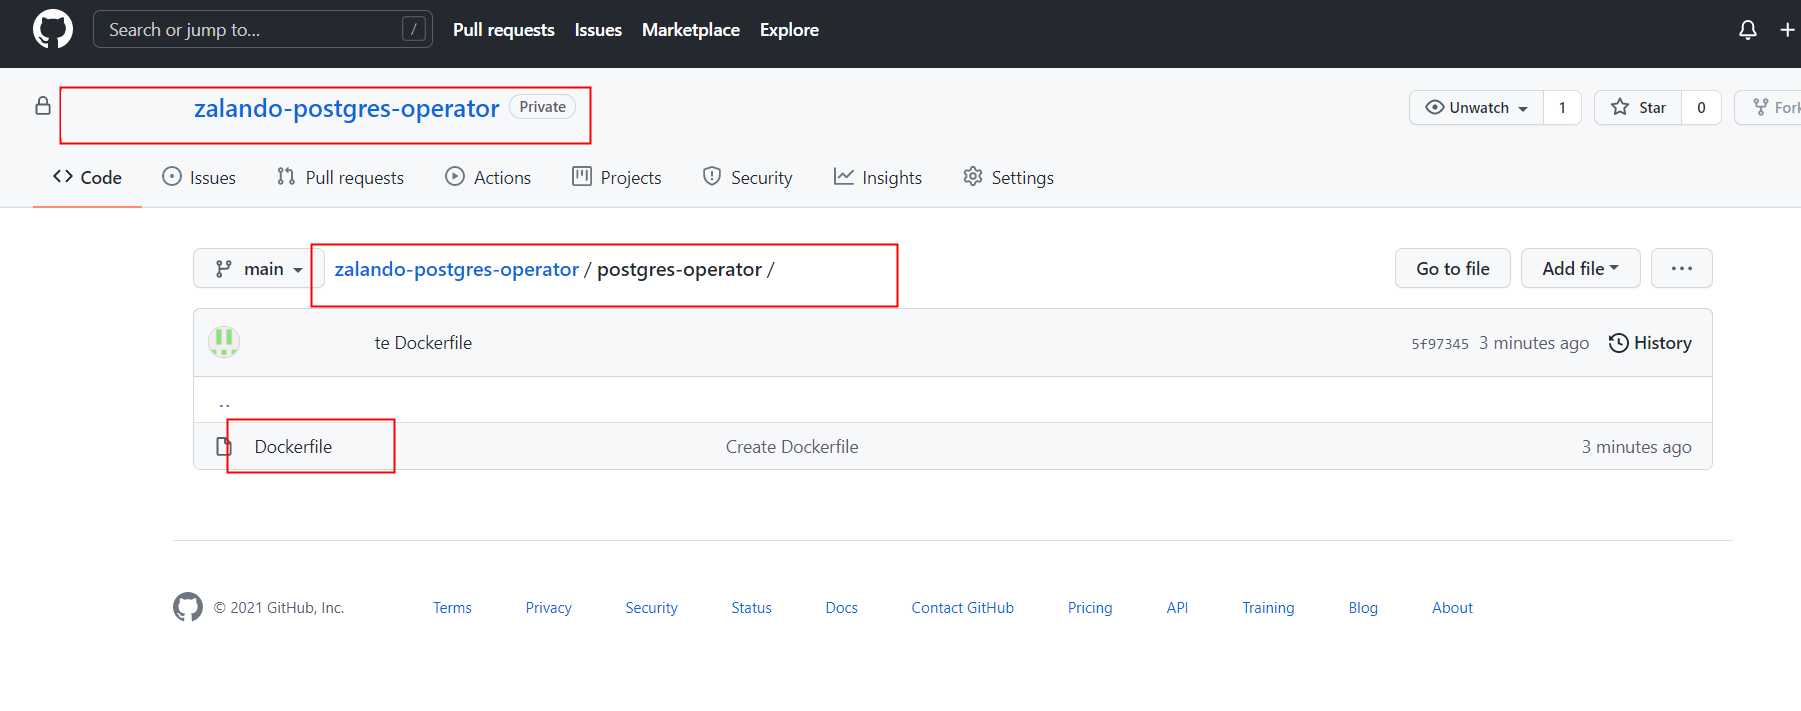 Search or jump to... / Pull requests Issues Marketplace Explore
zalando-postgres-operator Private Unwatch 1 Star 0 Fork
Code Issues Pull requests Actions Projects Security Insights Settings
main zalando-postgres-operator / postgres-operator / Go to file Add file ...
te Dockerfile 5f97345 3 minutes ago History
..
Dockerfile Create Dockerfile 3 minutes ago
© 2021 GitHub, Inc. Terms Privacy Security Status Docs Contact GitHub Pricing API Training Blog About